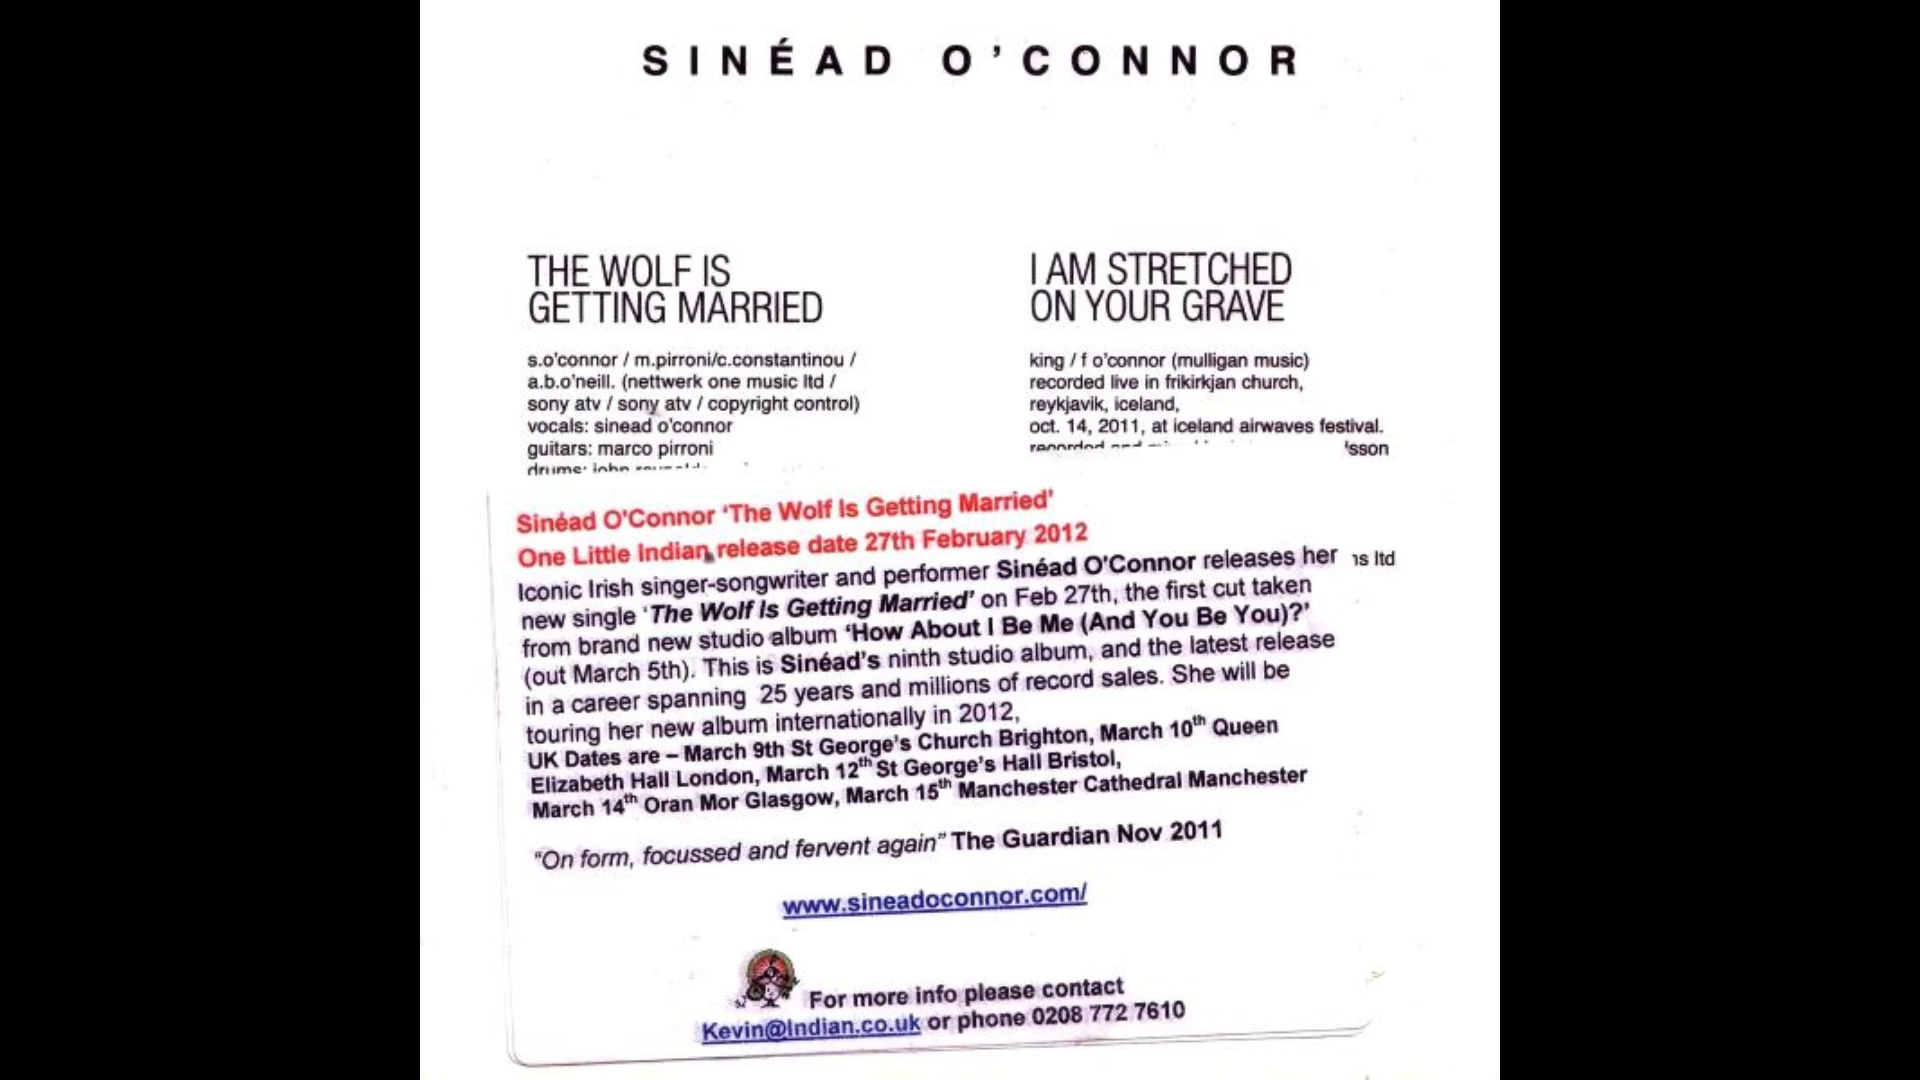 SINÉAD O'CONNOR
THE WOLF IS
GETTING MARRIED
s.o'connor / m.pirroni/c.constantinou /
a.b.o'neill. (nettwerk one music ltd /
sony atv / sony atv / copyright control)
vocals: sinead o'connor
guitars: marco pirroni
drums: john
I AM STRETCHED
ON YOUR GRAVE
king / f o'connor (mulligan music)
recorded live in frikirkjan church,
reykjavik, iceland,
oct. 14, 2011, at iceland airwaves festival.
recorded and
sson
ns ltd
Sinéad O'Connor ‘The Wolf Is Getting Married’
One Little Indian release date 27th February 2012
Iconic Irish singer-songwriter and performer Sinéad O'Connor releases her
new single ‘The Wolf Is Getting Married’ on Feb 27th, the first cut taken
from brand new studio album ‘How About I Be Me (And You Be You)?’
(out March 5th). This is Sinéad’s ninth studio album, and the latest release
in a career spanning 25 years and millions of record sales. She will be
touring her new album internationally in 2012,
UK Dates are – March 9th St George’s Church Brighton, March 10th Queen
Elizabeth Hall London, March 12th St George’s Hall Bristol,
March 14th Oran Mor Glasgow, March 15th Manchester Cathedral Manchester
“On form, focussed and fervent again” The Guardian Nov 2011
www.sineadoconnor.com/
For more info please contact
Kevin@Indian.co.uk or phone 0208 772 7610